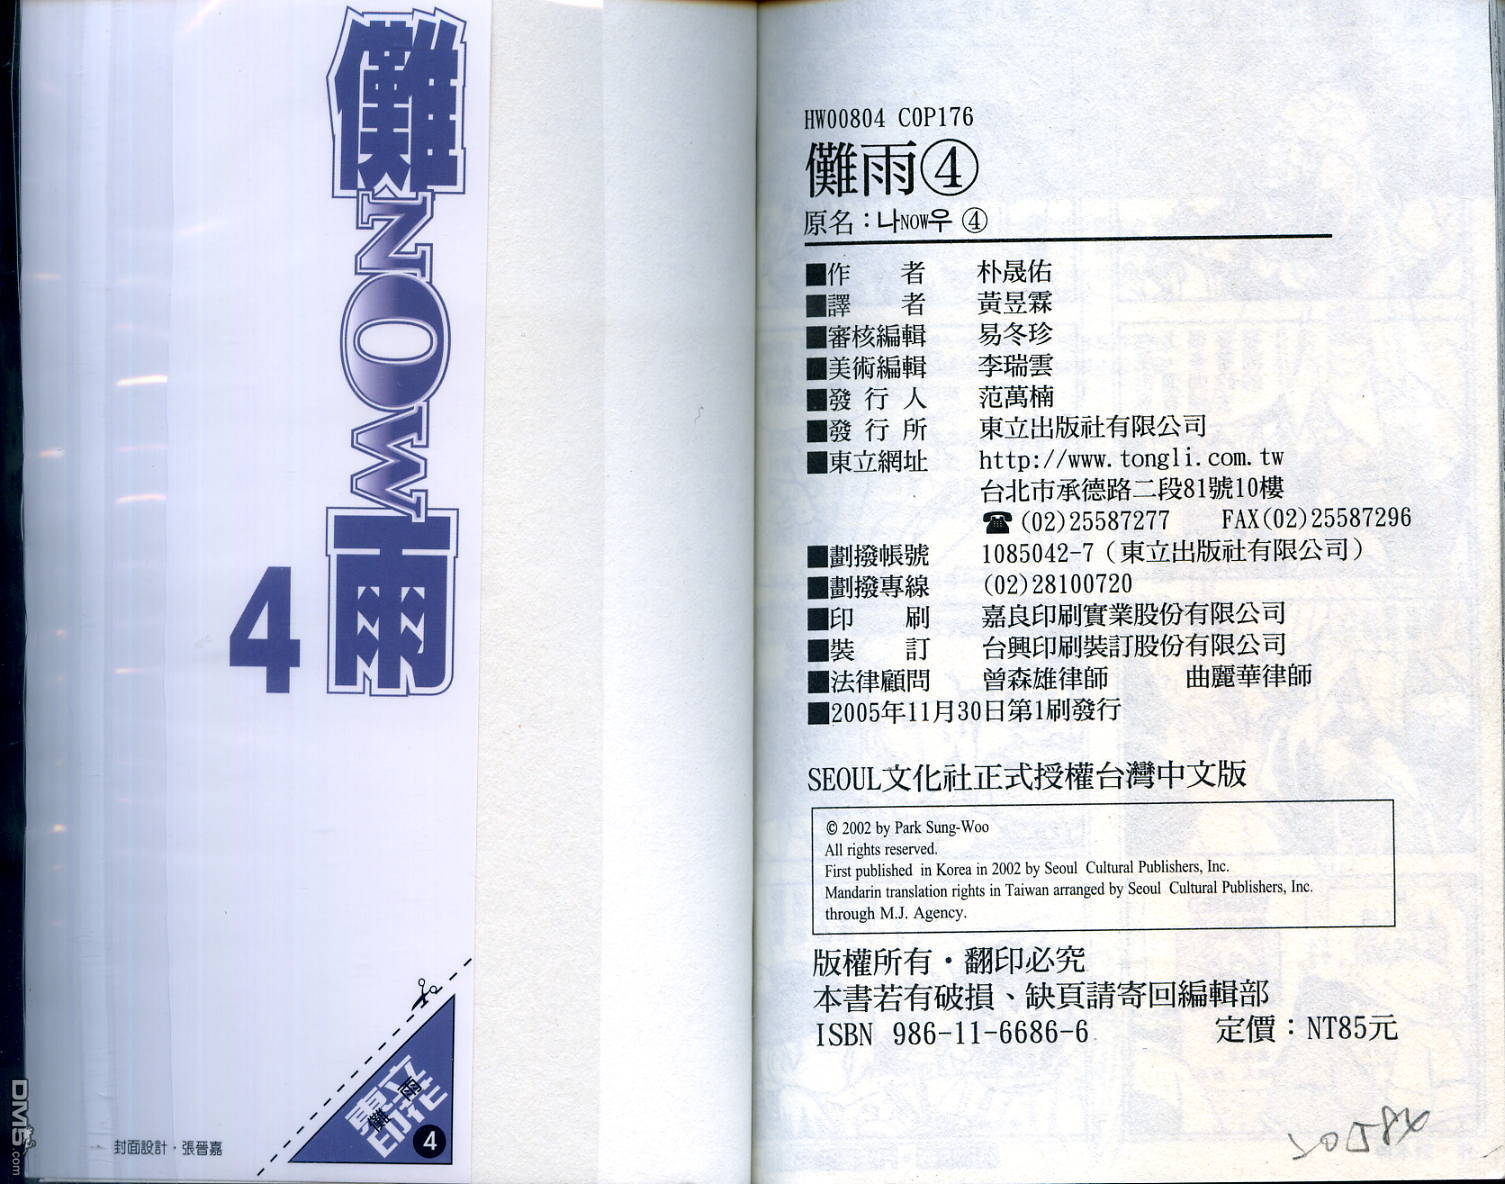 儺NOW雨
4
東立印花
儺雨
4
封面設計·張晉嘉
DM5.com
HW00804 COP176
儺雨④
原名：나NOW우 ④
■作　　者　朴晟佑
■譯　　者　黃昱霖
■審核編輯　易冬珍
■美術編輯　李瑞雲
■發 行 人　范萬楠
■發 行 所　東立出版社有限公司
■東立網址　http://www.tongli.com.tw
台北市承德路二段81號10樓
☎(02)25587277　FAX(02)25587296
■劃撥帳號　1085042-7（東立出版社有限公司）
■劃撥專線　(02)28100720
■印　　刷　嘉良印刷實業股份有限公司
■裝　　訂　台興印刷裝訂股份有限公司
■法律顧問　曾森雄律師　　曲麗華律師
■2005年11月30日第1刷發行
SEOUL文化社正式授權台灣中文版
© 2002 by Park Sung-Woo
All rights reserved.
First published in Korea in 2002 by Seoul Cultural Publishers, Inc.
Mandarin translation rights in Taiwan arranged by Seoul Cultural Publishers, Inc.
through M.J. Agency.
版權所有・翻印必究
本書若有破損、缺頁請寄回編輯部
ISBN 986-11-6686-6　定價：NT85元